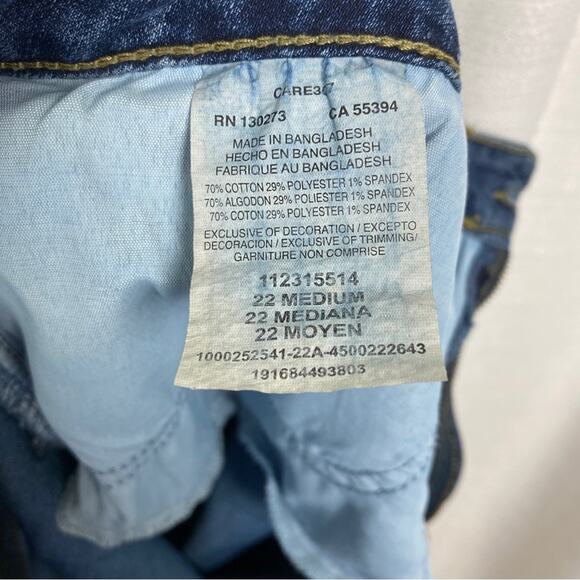 CARE367
RN 130273 CA 55394
MADE IN BANGLADESH
HECHO EN BANGLADESH
FABRIQUE AU BANGLADESH
70% COTTON 29% POLYESTER 1% SPANDEX
70% ALGODON 29% POLIESTER 1% SPANDEX
70% COTON 29% POLYESTER 1% SPANDEX
EXCLUSIVE OF DECORATION / EXCEPTO
DECORACION / EXCLUSIVE OF TRIMMING/
GARNITURE NON COMPRISE
112315514
22 MEDIUM
22 MEDIANA
22 MOYEN
1000252541-22A-4500222643
191684493803